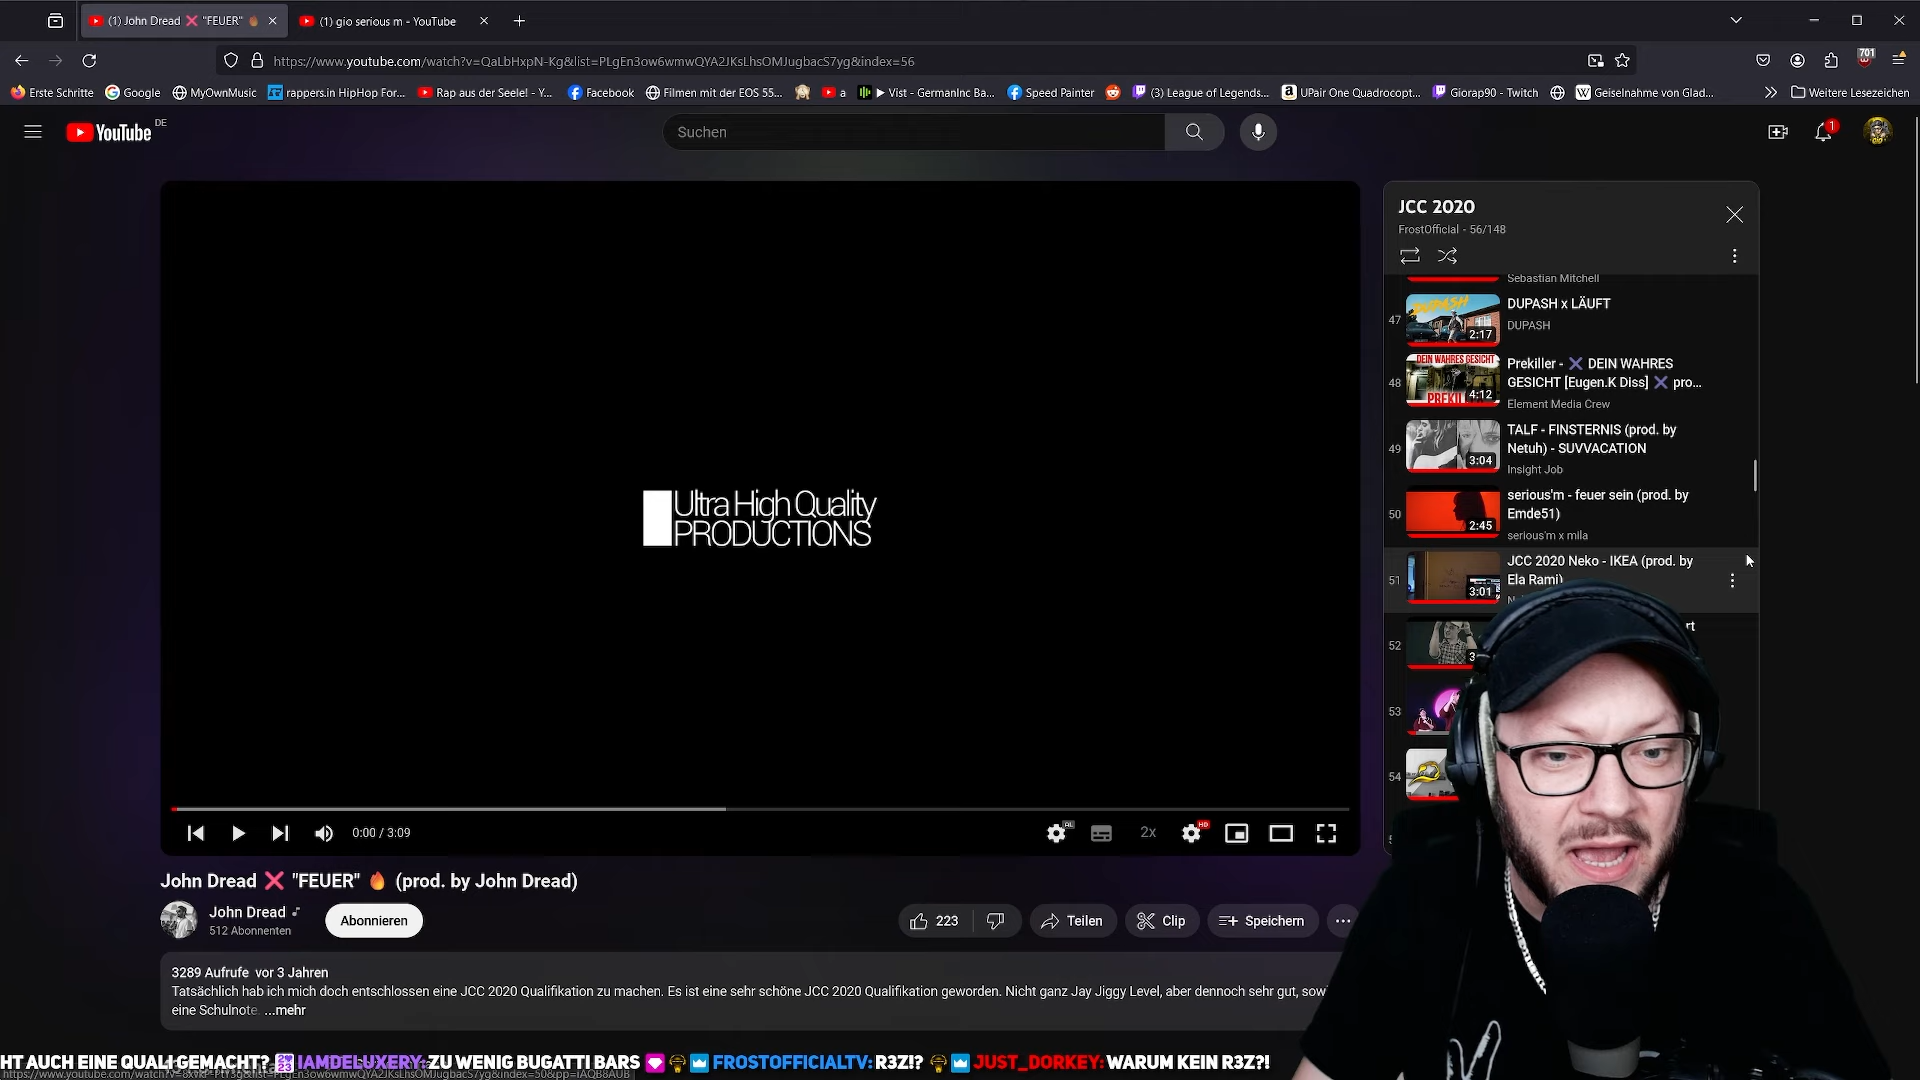 (1) John Dread ❌ "FEUER" 🔥
(1) gio serious m - YouTube
https://www.youtube.com/watch?v=QaLbHxpN-Kg&list=PLgEn3ow6wmwQYA2JKsLhsOMJugbacS7yg&index=56
701
Erste Schritte
Google
MyOwnMusic
rappers.in HipHop For...
Rap aus der Seele! - Y...
Facebook
Filmen mit der EOS 55...
a
Vist - GermanInc Ba...
Speed Painter
(3) League of Legends...
UPair One Quadrocopt...
Giorap90 - Twitch
Geiselnahme von Glad...
Weitere Lesezeichen
YouTube DE
Suchen
1
JCC 2020
FrostOfficial - 56/148
Sebastian Mitchell
47
DUPASH
2:17
DUPASH x LÄUFT
DUPASH
48
DEIN WAHRES GESICHT
4:12
Prekiller - ❌ DEIN WAHRES
GESICHT [Eugen.K Diss] ❌ pro...
Element Media Crew
49
3:04
TALF - FINSTERNIS (prod. by
Netuh) - SUVVACATION
Insight Job
50
2:45
serious'm - feuer sein (prod. by
Emde51)
serious'm x mila
51
3:01
JCC 2020 Neko - IKEA (prod. by
Ela Rami)
52
53
54
Ultra High Quality
PRODUCTIONS
0:00 / 3:09
2x
HD
John Dread ❌ "FEUER" 🔥 (prod. by John Dread)
John Dread
512 Abonnenten
Abonnieren
223
Teilen
Clip
Speichern
3289 Aufrufe vor 3 Jahren
Tatsächlich hab ich mich doch entschlossen eine JCC 2020 Qualifikation zu machen. Es ist eine sehr schöne JCC 2020 Qualifikation geworden. Nicht ganz Jay Jiggy Level, aber dennoch sehr gut, sowi
eine Schulnote. ...mehr
HT AUCH EINE QUALI GEMACHT? IAMDELUXERY: ZU WENIG BUGATTI BARS FROSTOFFICIALTV: R3Z!? JUST_DORKEY: WARUM KEIN R3Z?!